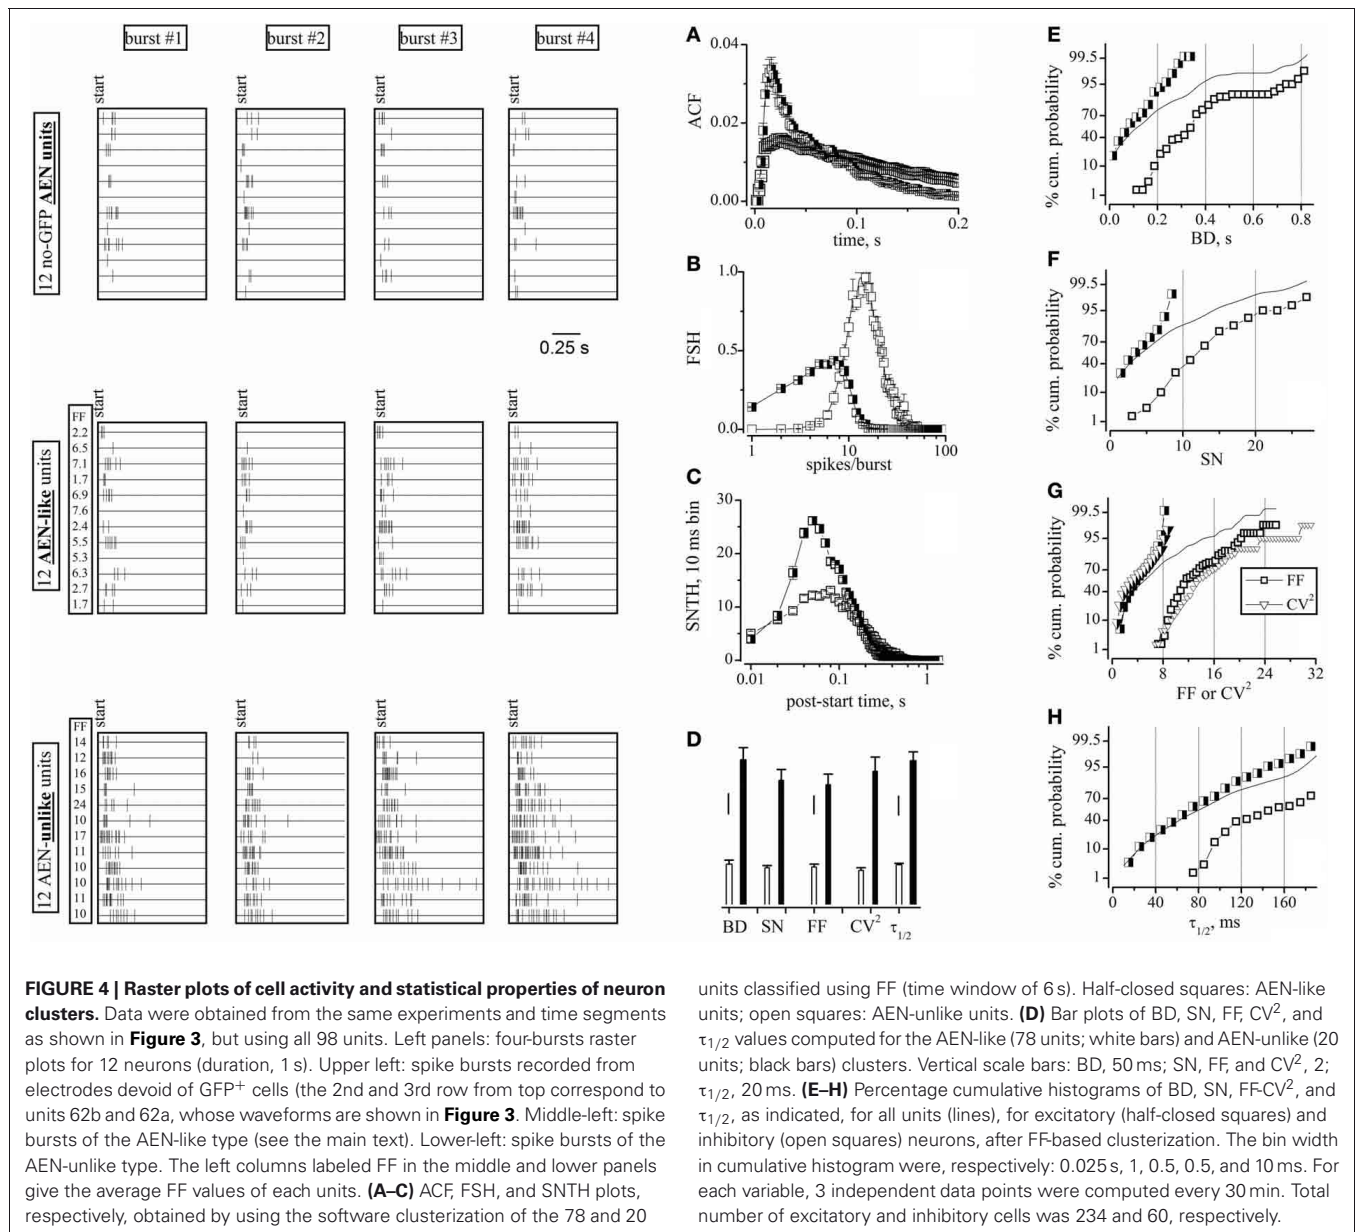 burst #1
burst #2
burst #3
burst #4
start
start
start
start
12 no-GFP AEN units
0.25 s
start
start
start
start
12 AEN-like units
FF
2.2
6.5
7.1
1.7
6.9
7.6
2.4
5.5
5.3
6.3
2.7
1.7
start
start
start
start
12 AEN-unlike units
FF
14
12
16
15
24
10
17
11
10
10
11
10
A
0.04
0.02
0.00
ACF
0.0
0.1
0.2
time, s
B
1.0
0.5
0.0
FSH
1
10
100
spikes/burst
C
30
20
10
0
SNTH, 10 ms bin
0.01
0.1
1
post-start time, s
D
BD
SN
FF
CV²
τ1/2
E
99.5
95
70
40
10
1
% cum. probability
0.0
0.2
0.4
0.6
0.8
BD, s
F
99.5
95
70
40
10
1
% cum. probability
0
10
20
SN
G
99.5
95
70
40
10
1
% cum. probability
FF
CV²
0
8
16
24
32
FF or CV²
H
99.5
95
70
40
10
1
% cum. probability
40
80
120
160
τ1/2, ms
FIGURE 4 | Raster plots of cell activity and statistical properties of neuron
clusters. Data were obtained from the same experiments and time segments
as shown in Figure 3, but using all 98 units. Left panels: four-bursts raster
plots for 12 neurons (duration, 1 s). Upper left: spike bursts recorded from
electrodes devoid of GFP⁺ cells (the 2nd and 3rd row from top correspond to
units 62b and 62a, whose waveforms are shown in Figure 3. Middle-left: spike
bursts of the AEN-like type (see the main text). Lower-left: spike bursts of the
AEN-unlike type. The left columns labeled FF in the middle and lower panels
give the average FF values of each units. (A–C) ACF, FSH, and SNTH plots,
respectively, obtained by using the software clusterization of the 78 and 20
units classified using FF (time window of 6 s). Half-closed squares: AEN-like
units; open squares: AEN-unlike units. (D) Bar plots of BD, SN, FF, CV², and
τ1/2 values computed for the AEN-like (78 units; white bars) and AEN-unlike (20
units; black bars) clusters. Vertical scale bars: BD, 50 ms; SN, FF, and CV², 2;
τ1/2, 20 ms. (E–H) Percentage cumulative histograms of BD, SN, FF-CV², and
τ1/2, as indicated, for all units (lines), for excitatory (half-closed squares) and
inhibitory (open squares) neurons, after FF-based clusterization. The bin width
in cumulative histogram were, respectively: 0.025 s, 1, 0.5, 0.5, and 10 ms. For
each variable, 3 independent data points were computed every 30 min. Total
number of excitatory and inhibitory cells was 234 and 60, respectively.